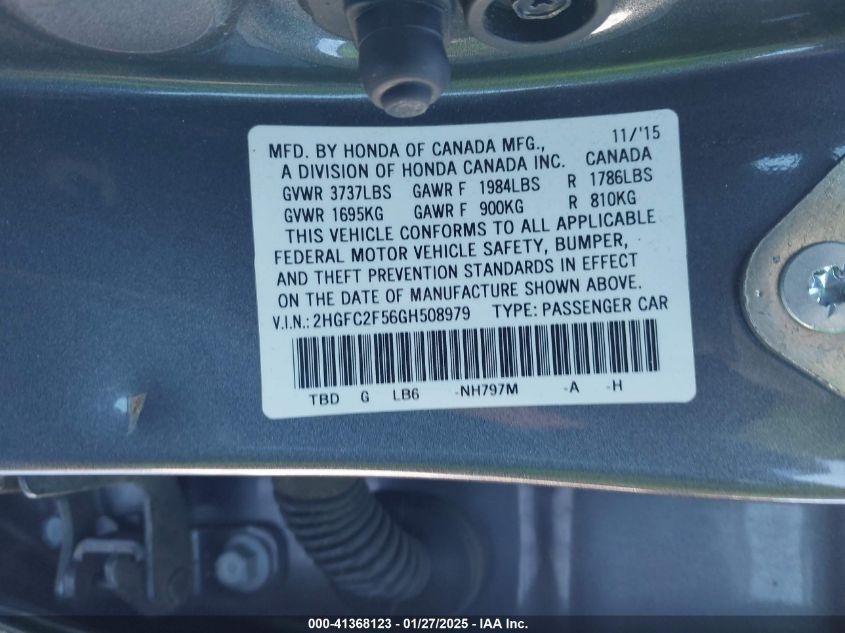 11/'15
MFD. BY HONDA OF CANADA MFG.,
A DIVISION OF HONDA CANADA INC. CANADA
GVWR 3737LBS GAWR F 1984LBS R 1786LBS
GVWR 1695KG GAWR F 900KG R 810KG
THIS VEHICLE CONFORMS TO ALL APPLICABLE
FEDERAL MOTOR VEHICLE SAFETY, BUMPER,
AND THEFT PREVENTION STANDARDS IN EFFECT
ON THE DATE OF MANUFACTURE SHOWN ABOVE.
V.I.N.: 2HGFC2F56GH508979 TYPE: PASSENGER CAR
TBD G LB6 -NH797M -A -H
000-41368123 - 01/27/2025 - IAA Inc.